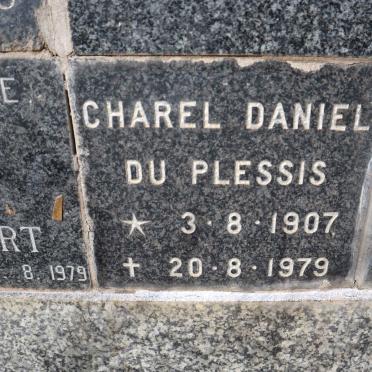 CHAREL DANIEL
DU PLESSIS
* 3·8·1907
† 20·8·1979
E
RT
8·1979